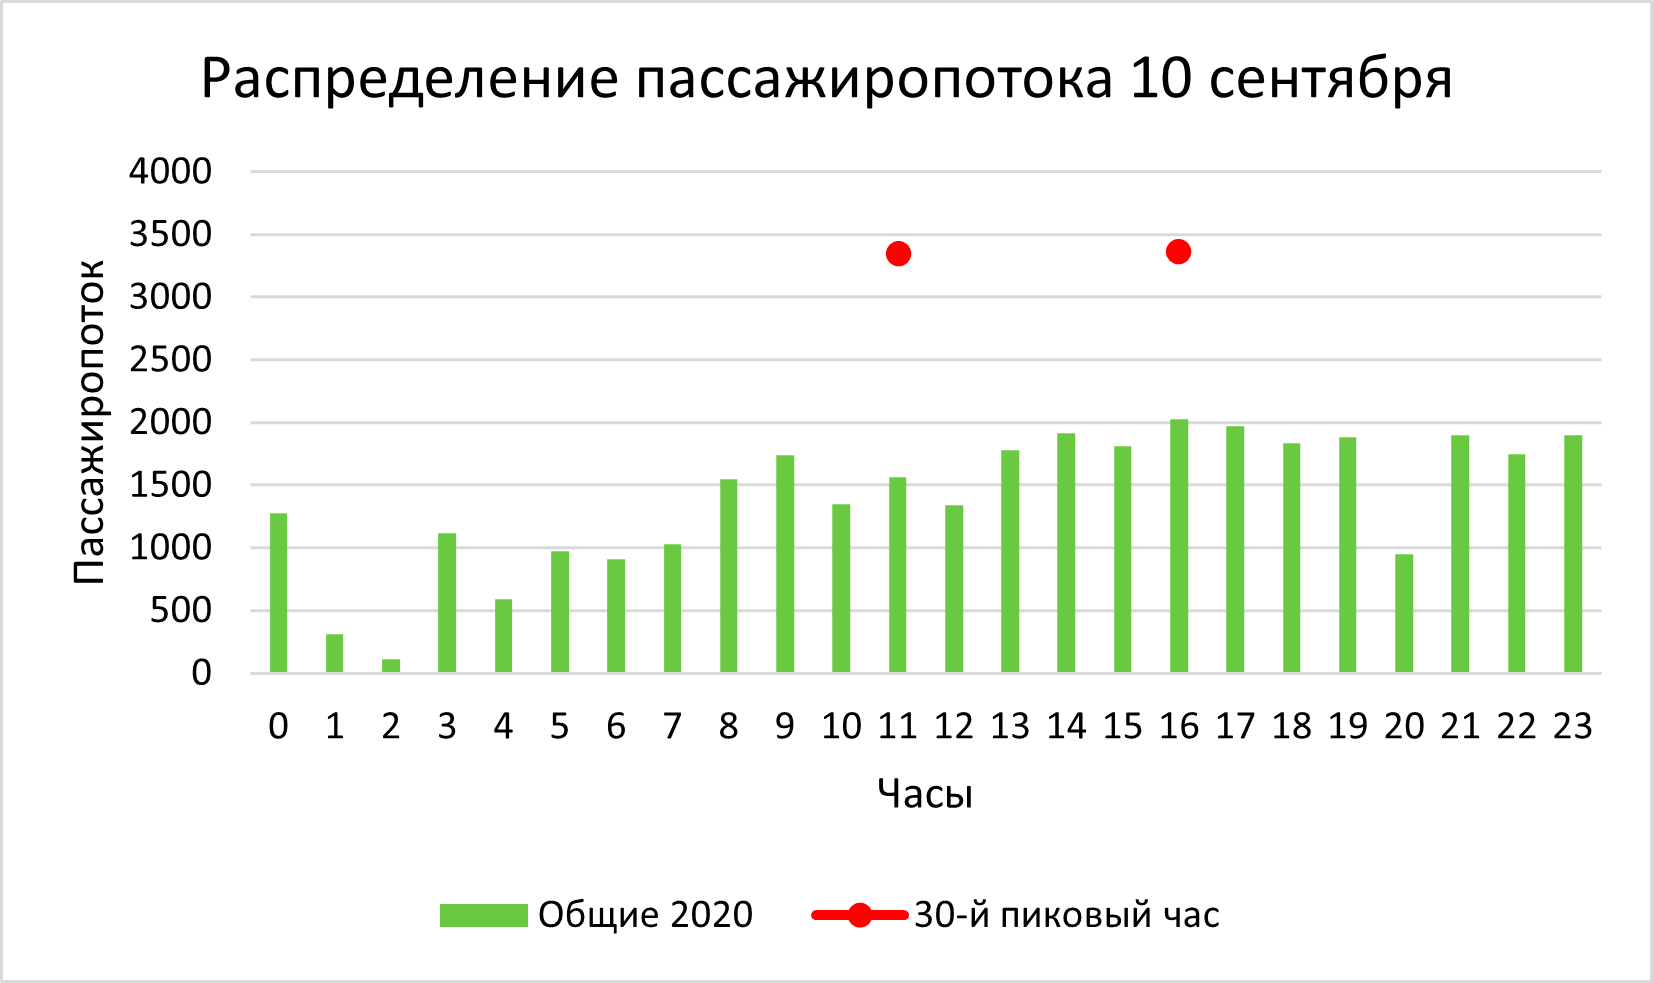 Распределение пассажиропотока 10 сентября
Пассажиропоток
4000
3500
3000
2500
2000
1500
1000
500
0
0 1 2 3 4 5 6 7 8 9 10 11 12 13 14 15 16 17 18 19 20 21 22 23
Часы
Общие 2020 30-й пиковый час